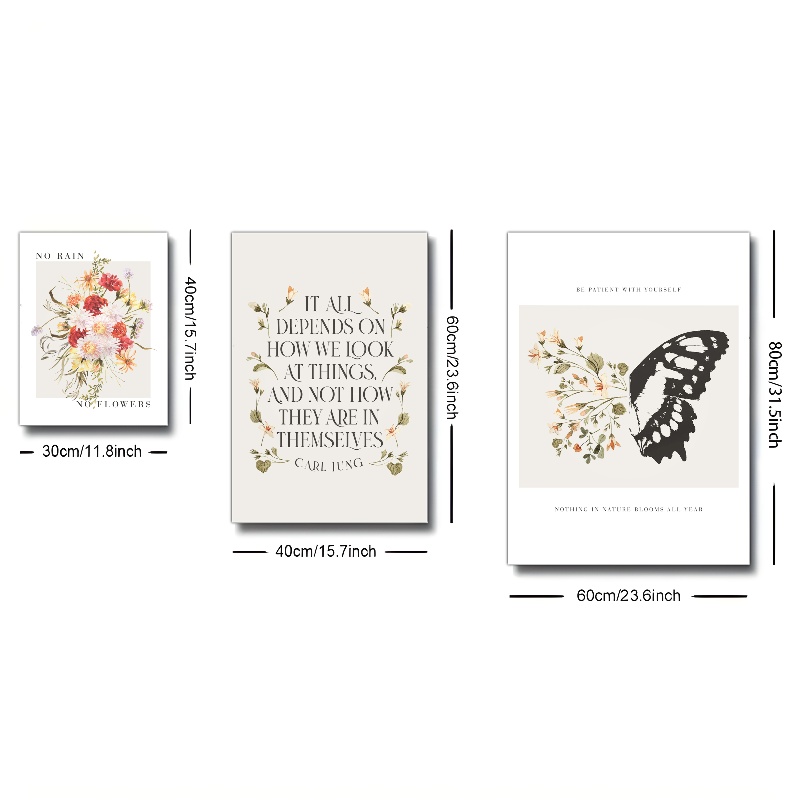 NO RAIN
NO FLOWERS
40cm/15.7inch
30cm/11.8inch
IT ALL
DEPENDS ON
HOW WE LOOK
AT THINGS,
AND NOT HOW
THEY ARE IN
THEMSELVES
CARL JUNG
60cm/23.6inch
40cm/15.7inch
BE PATIENT WITH YOURSELF
NOTHING IN NATURE BLOOMS ALL YEAR
80cm/31.5inch
60cm/23.6inch